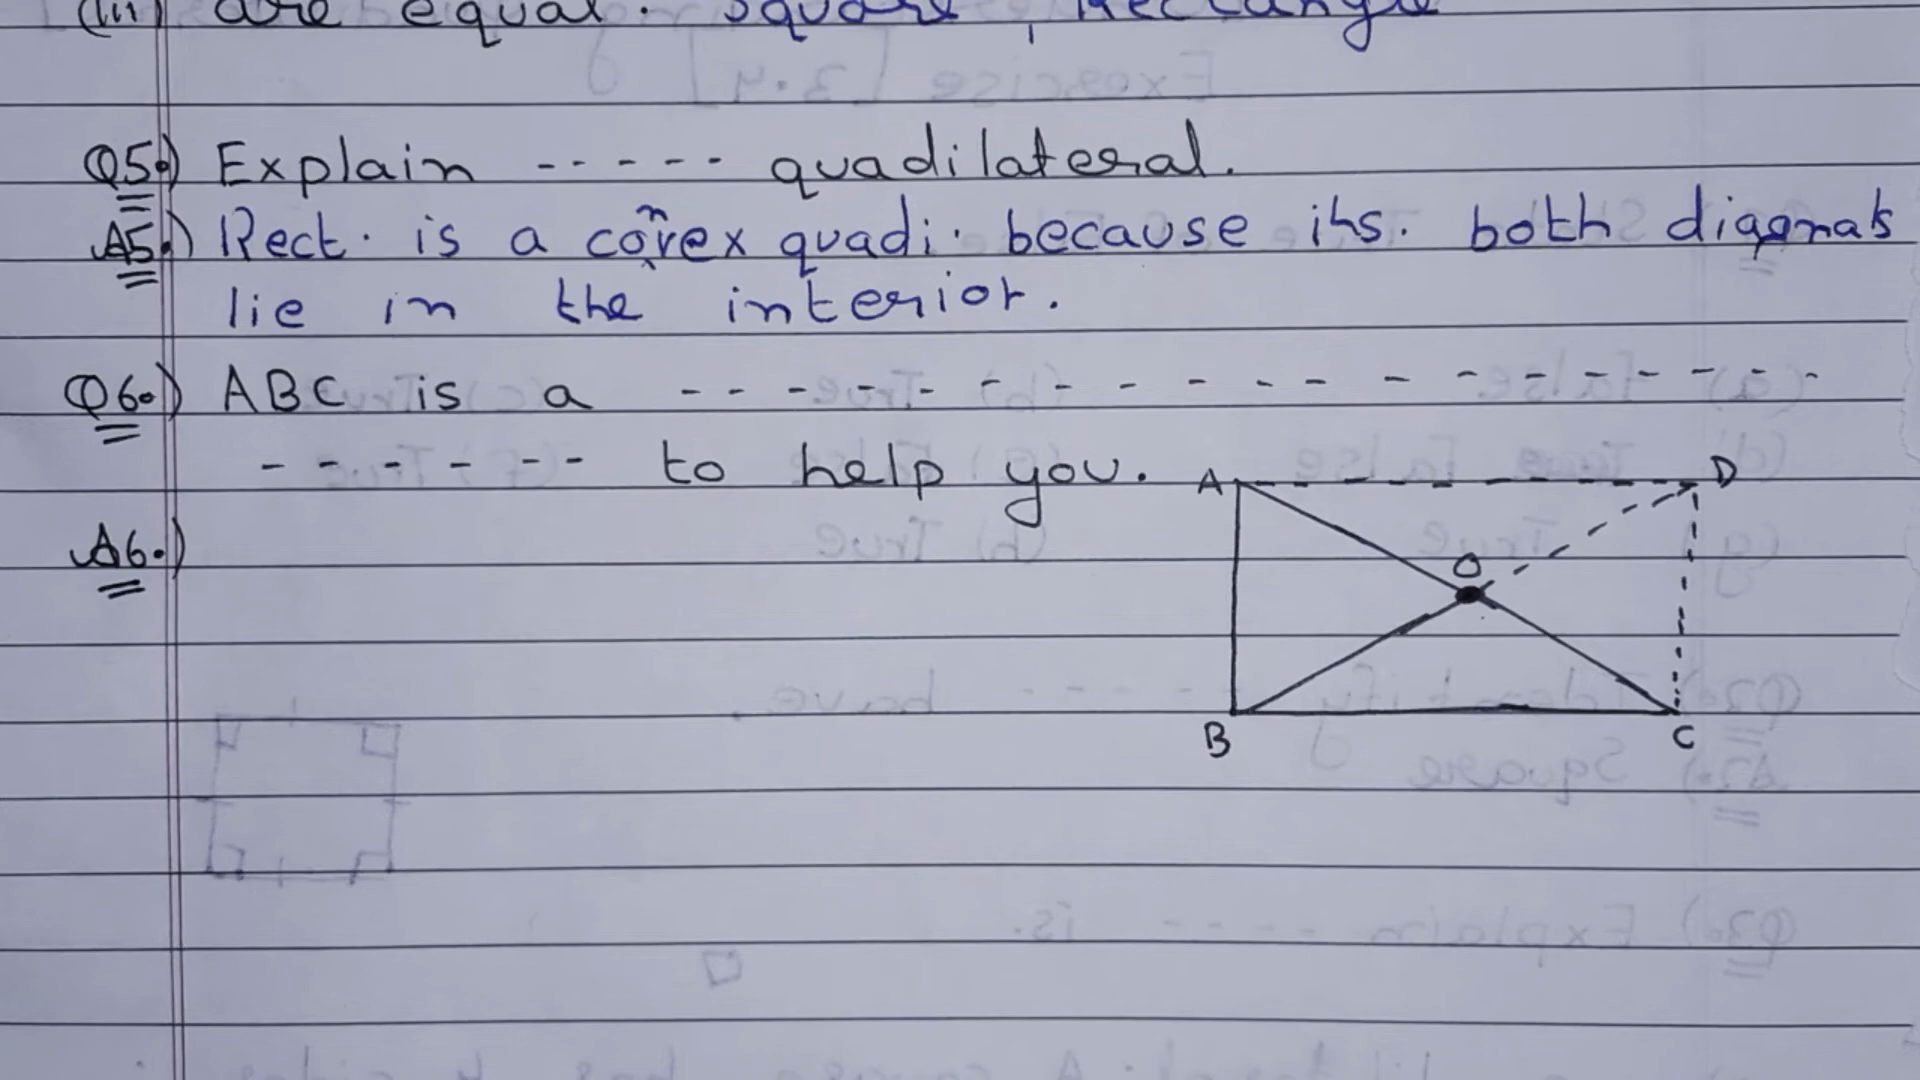 (iii) are equal. Square, Rectangle
Q5.) Explain ----- quadilateral.
A5.) Rect. is a convex quadi. because its. both diagonals
lie in the interior.
Q6.) ABC is a -----------------
------ to help you.
A6.)
A
D
O
B
C